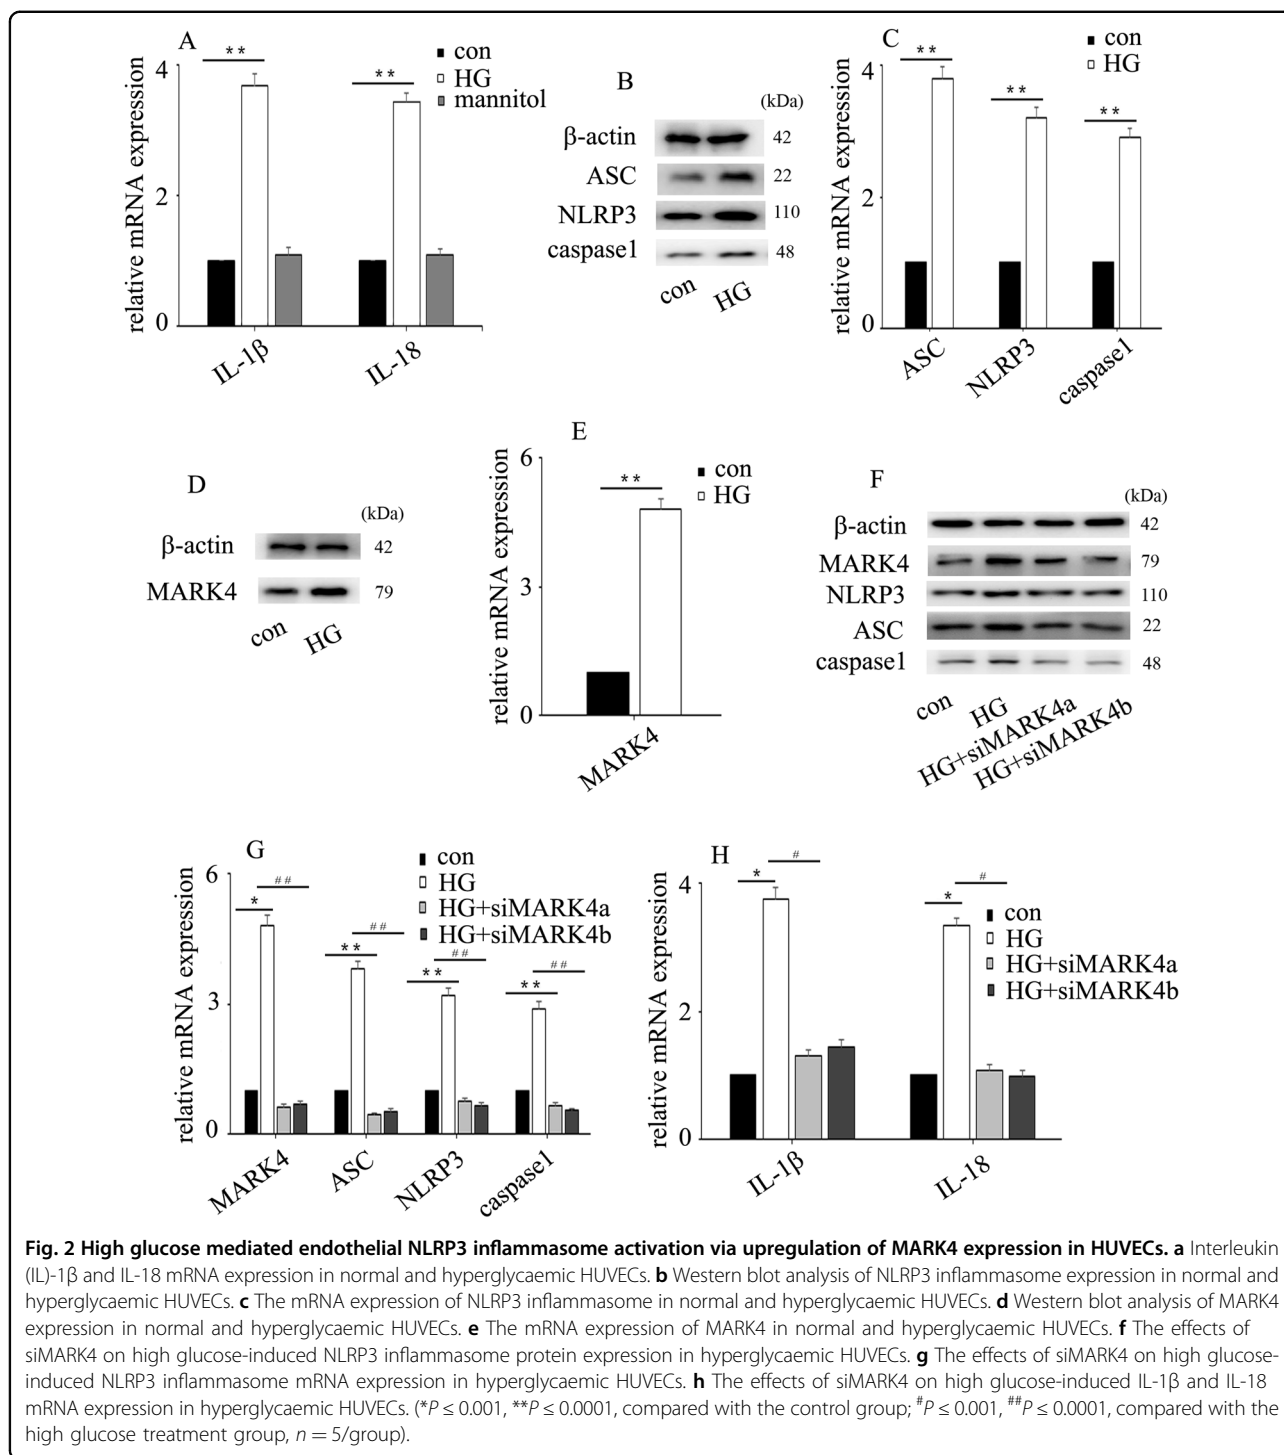 A
**
**
con
HG
mannitol
relative mRNA expression
4
2
0
IL-1β
IL-18
B
(kDa)
β-actin 42
ASC 22
NLRP3 110
caspase1 48
con HG
C
**
**
**
con
HG
relative mRNA expression
4
2
0
ASC
NLRP3
caspase1
D
(kDa)
β-actin 42
MARK4 79
con HG
E
**
con
HG
relative mRNA expression
6
3
0
MARK4
F
(kDa)
β-actin 42
MARK4 79
NLRP3 110
ASC 22
caspase1 48
con
HG
HG+siMARK4a
HG+siMARK4b
G
con
HG
HG+siMARK4a
HG+siMARK4b
relative mRNA expression
6
3
0
* ##
** ##
** ##
** ##
MARK4
ASC
NLRP3
caspase1
H
con
HG
HG+siMARK4a
HG+siMARK4b
relative mRNA expression
4
2
0
* #
* #
IL-1β
IL-18
Fig. 2 High glucose mediated endothelial NLRP3 inflammasome activation via upregulation of MARK4 expression in HUVECs. a Interleukin
(IL)-1β and IL-18 mRNA expression in normal and hyperglycaemic HUVECs. b Western blot analysis of NLRP3 inflammasome expression in normal and
hyperglycaemic HUVECs. c The mRNA expression of NLRP3 inflammasome in normal and hyperglycaemic HUVECs. d Western blot analysis of MARK4
expression in normal and hyperglycaemic HUVECs. e The mRNA expression of MARK4 in normal and hyperglycaemic HUVECs. f The effects of
siMARK4 on high glucose-induced NLRP3 inflammasome protein expression in hyperglycaemic HUVECs. g The effects of siMARK4 on high glucose-
induced NLRP3 inflammasome mRNA expression in hyperglycaemic HUVECs. h The effects of siMARK4 on high glucose-induced IL-1β and IL-18
mRNA expression in hyperglycaemic HUVECs. (*P ≤ 0.001, **P ≤ 0.0001, compared with the control group; #P ≤ 0.001, ##P ≤ 0.0001, compared with the
high glucose treatment group, n = 5/group).